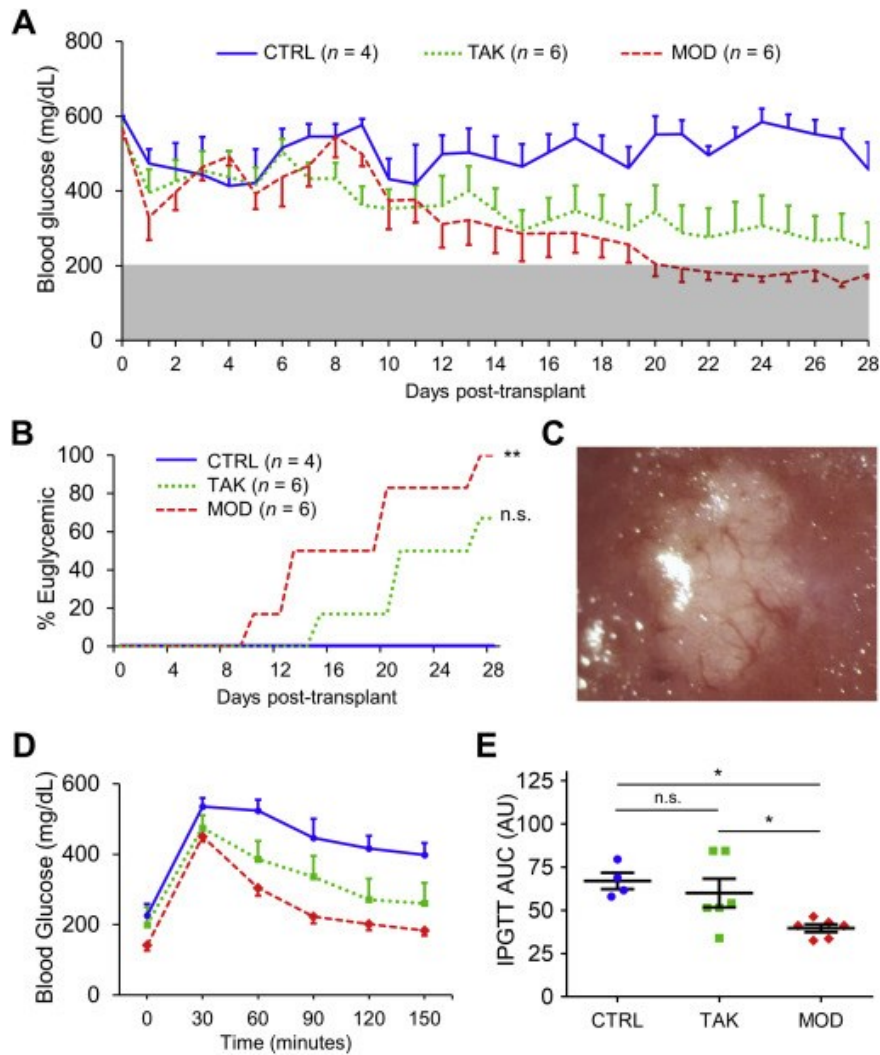 A
800
600
400
200
0
Blood glucose (mg/dL)
CTRL (n = 4)
TAK (n = 6)
MOD (n = 6)
0 2 4 6 8 10 11 12 14 16 18 20 22 24 26 28
Days post-transplant
B
100
80
60
40
20
0
% Euglycemic
CTRL (n = 4)
TAK (n = 6)
MOD (n = 6)
**
n.s.
0 4 8 12 16 20 24 28
Days post-transplant
C
D
600
400
200
0
Blood Glucose (mg/dL)
0 30 60 90 120 150
Time (minutes)
E
125
100
75
50
25
0
IPGTT AUC (AU)
*
n.s.
*
CTRL TAK MOD